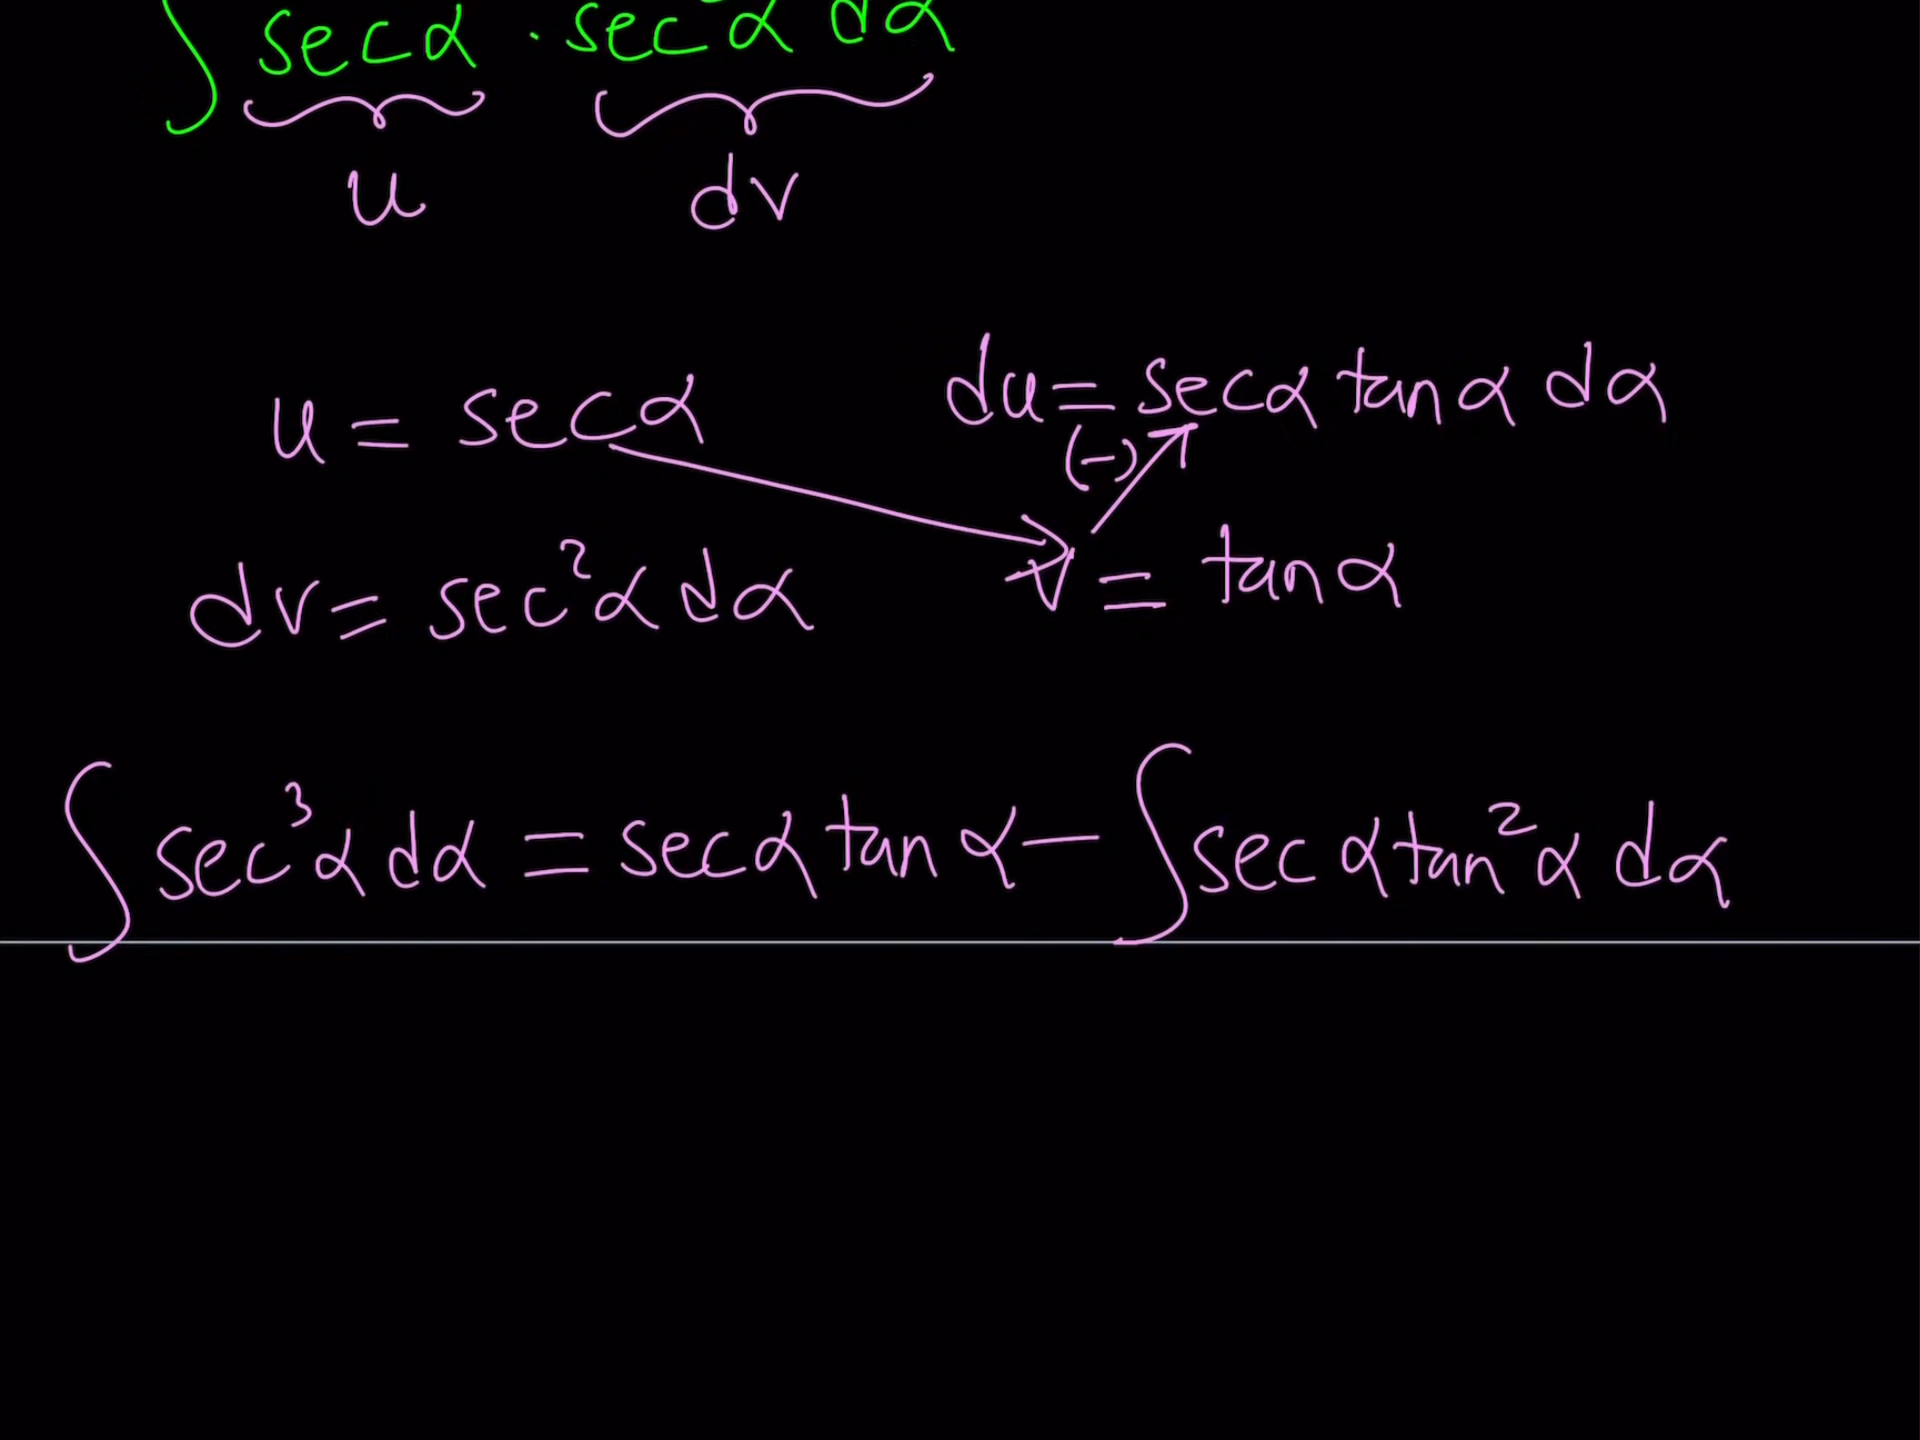 ∫ secα · sec²α dα
u dv
u = secα du = secα tanα dα
(-)
dv = sec²α dα v = tanα
∫ sec³α dα = secα tanα − ∫ secα tan²α dα